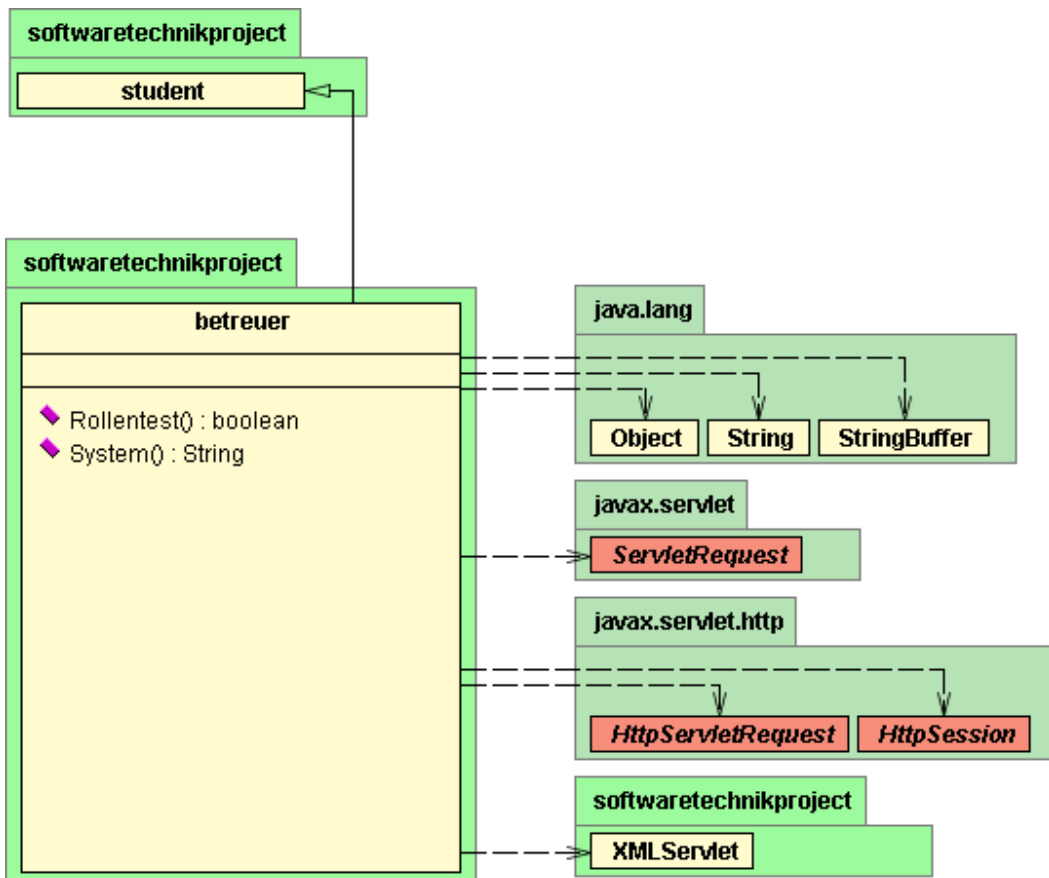 softwaretechnikproject
student
softwaretechnikproject
betreuer
Rollentest() : boolean
System() : String
java.lang
Object
String
StringBuffer
javax.servlet
ServletRequest
javax.servlet.http
HttpServletRequest
HttpSession
softwaretechnikproject
XMLServlet